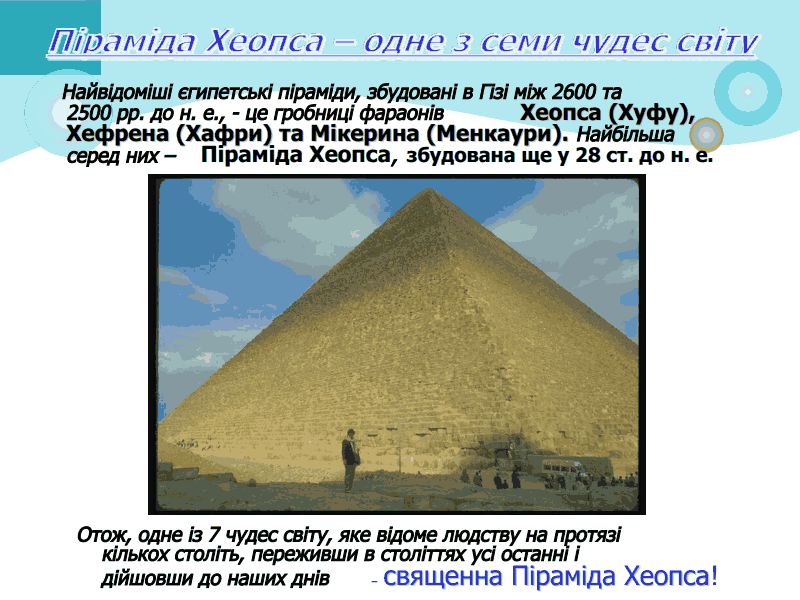 Піраміда Хеопса – одне з семи чудес світу
Найвідоміші єгипетські піраміди, збудовані в Гізі між 2600 та
2500 рр. до н. е., - це гробниці фараонів Хеопса (Хуфу),
Хефрена (Хафри) та Мікерина (Менкаури). Найбільша
серед них – Піраміда Хеопса, збудована ще у 28 ст. до н. е.
Отож, одне із 7 чудес світу, яке відоме людству на протязі
кількох століть, переживши в століттях усі останні і
дійшовши до наших днів - священна Піраміда Хеопса!